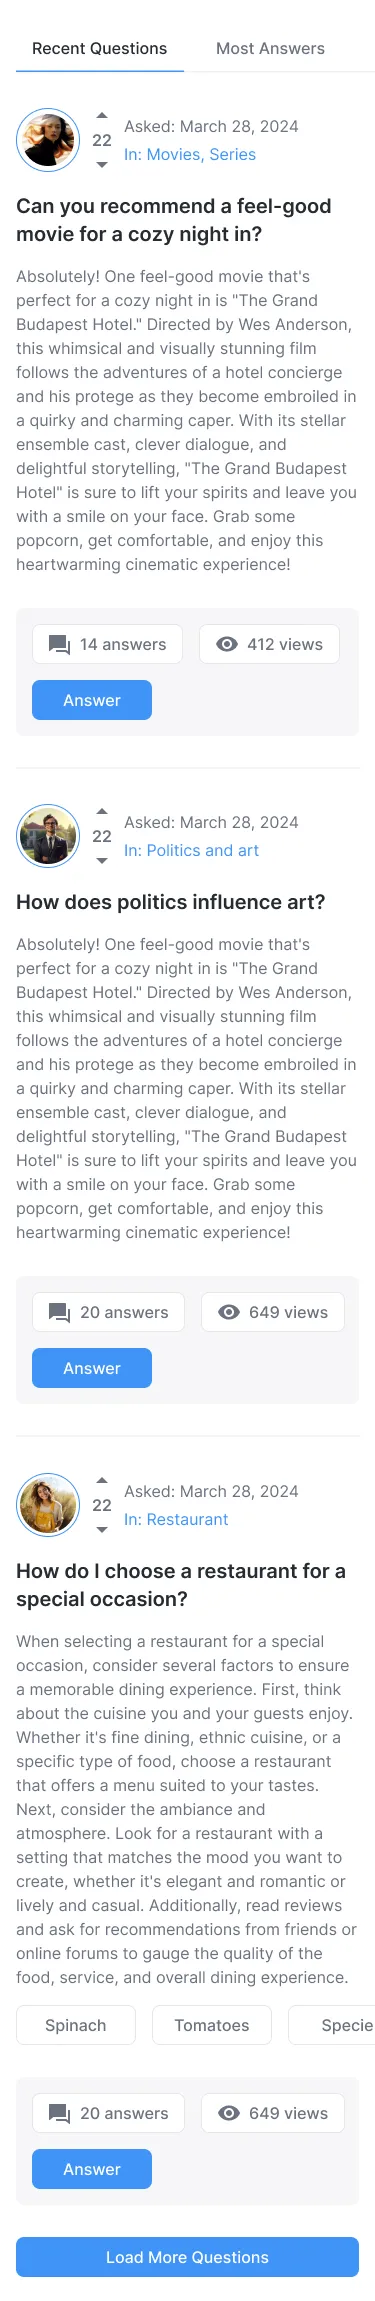 Recent Questions
Most Answers
22
Asked: March 28, 2024
In: Movies, Series
Can you recommend a feel-good
movie for a cozy night in?
Absolutely! One feel-good movie that's
perfect for a cozy night in is "The Grand
Budapest Hotel." Directed by Wes Anderson,
this whimsical and visually stunning film
follows the adventures of a hotel concierge
and his protege as they become embroiled in
a quirky and charming caper. With its stellar
ensemble cast, clever dialogue, and
delightful storytelling, "The Grand Budapest
Hotel" is sure to lift your spirits and leave you
with a smile on your face. Grab some
popcorn, get comfortable, and enjoy this
heartwarming cinematic experience!
14 answers
412 views
Answer
22
Asked: March 28, 2024
In: Politics and art
How does politics influence art?
Absolutely! One feel-good movie that's
perfect for a cozy night in is "The Grand
Budapest Hotel." Directed by Wes Anderson,
this whimsical and visually stunning film
follows the adventures of a hotel concierge
and his protege as they become embroiled in
a quirky and charming caper. With its stellar
ensemble cast, clever dialogue, and
delightful storytelling, "The Grand Budapest
Hotel" is sure to lift your spirits and leave you
with a smile on your face. Grab some
popcorn, get comfortable, and enjoy this
heartwarming cinematic experience!
20 answers
649 views
Answer
22
Asked: March 28, 2024
In: Restaurant
How do I choose a restaurant for a
special occasion?
When selecting a restaurant for a special
occasion, consider several factors to ensure
a memorable dining experience. First, think
about the cuisine you and your guests enjoy.
Whether it's fine dining, ethnic cuisine, or a
specific type of food, choose a restaurant
that offers a menu suited to your tastes.
Next, consider the ambiance and
atmosphere. Look for a restaurant with a
setting that matches the mood you want to
create, whether it's elegant and romantic or
lively and casual. Additionally, read reviews
and ask for recommendations from friends or
online forums to gauge the quality of the
food, service, and overall dining experience.
Spinach
Tomatoes
Specie
20 answers
649 views
Answer
Load More Questions